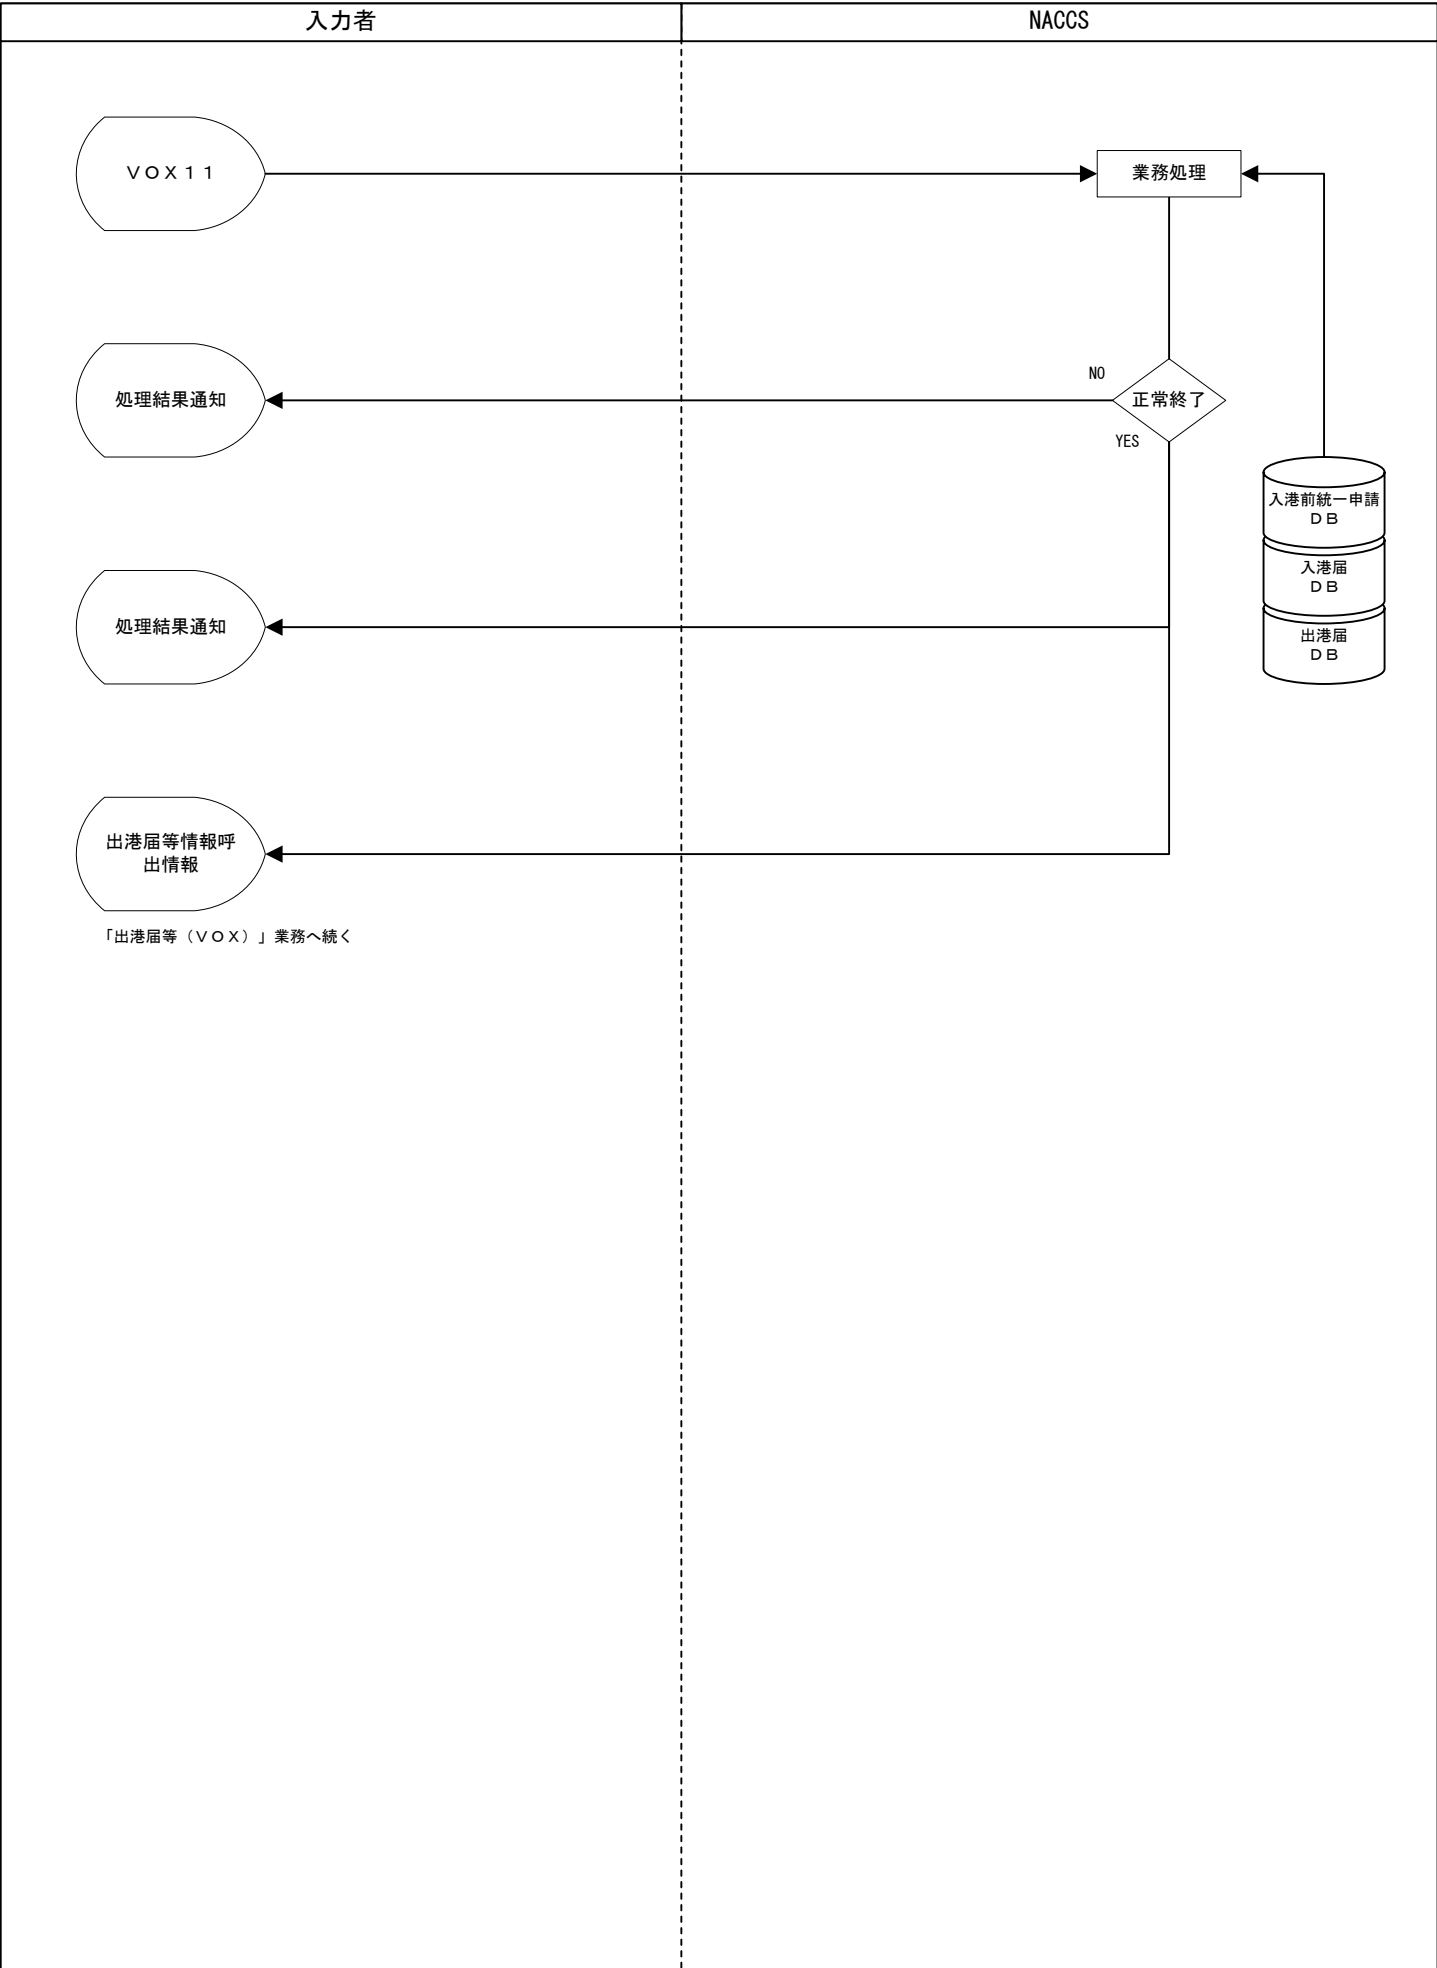 入力者
NACCS
ＶＯＸ１１
業務処理
処理結果通知
NO
正常終了
YES
入港前統一申請
ＤＢ
入港届
ＤＢ
処理結果通知
出港届
ＤＢ
出港届等情報呼
出情報
「出港届等（ＶＯＸ）」業務へ続く